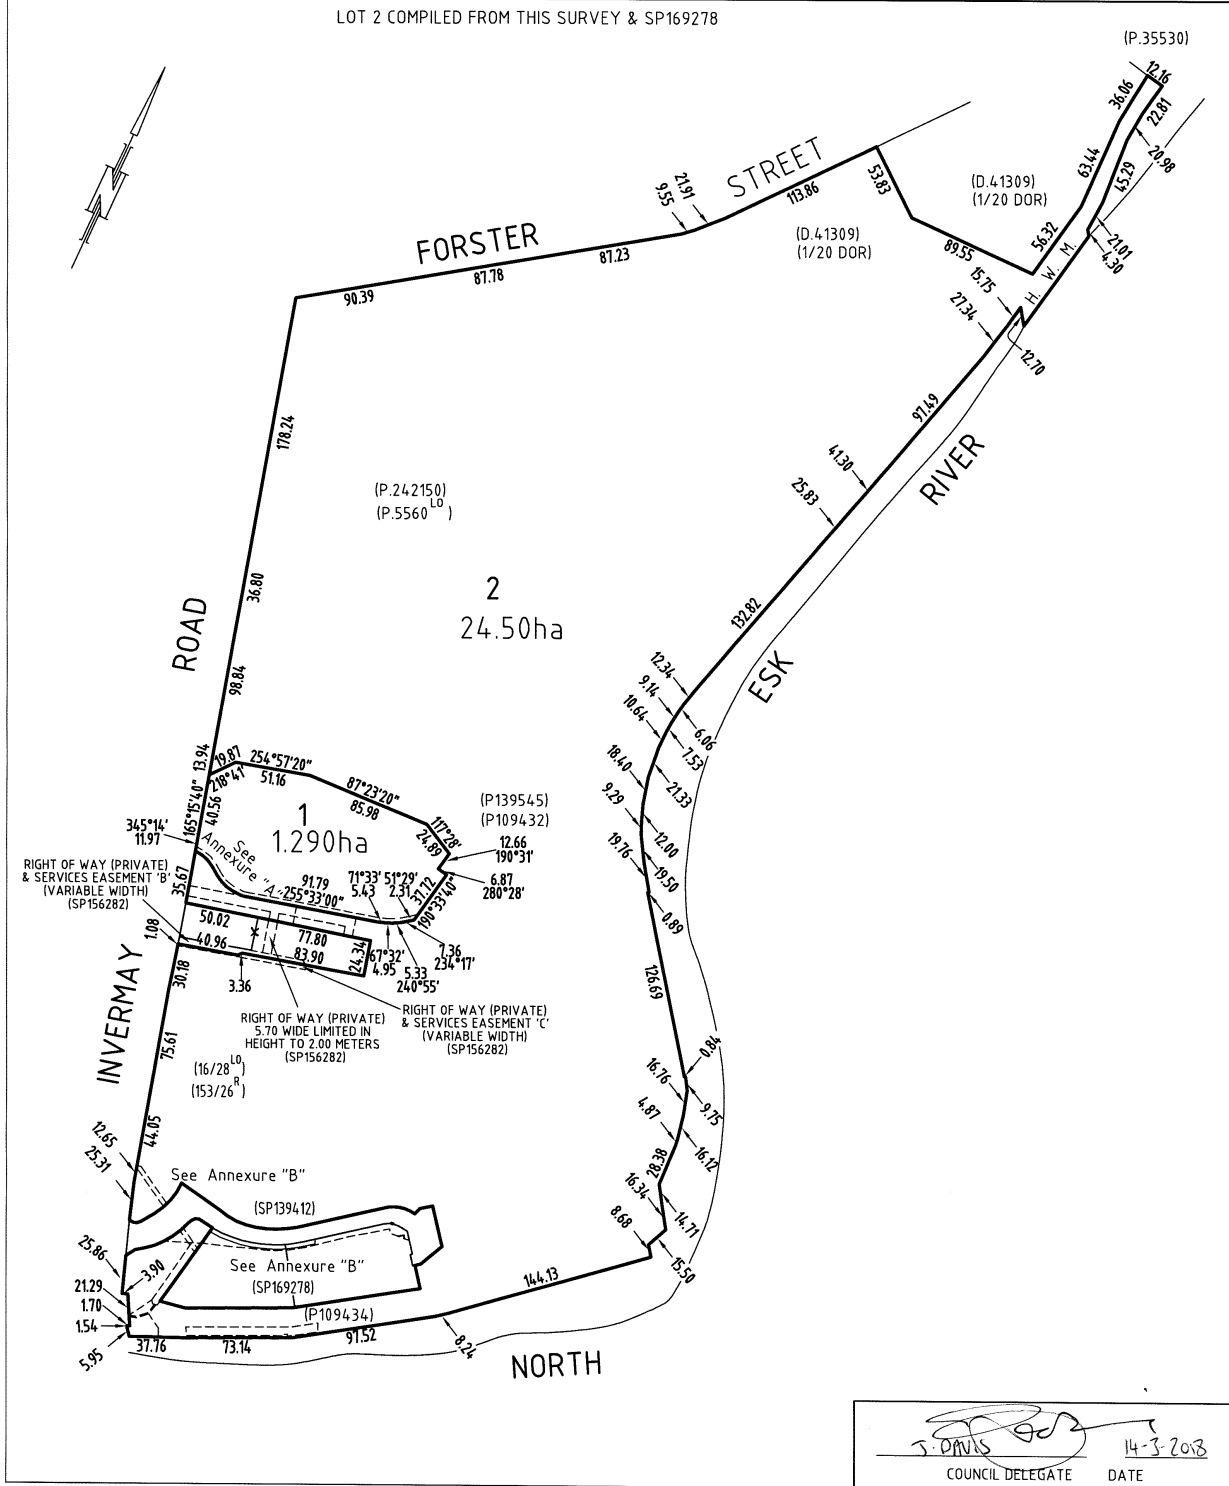 LOT 2 COMPILED FROM THIS SURVEY & SP169278
(P.35530)
12.16
36.06
22.81
20.98
63.44
45.29
(D.41309)
(1/20 DOR)
53.83
STREET
113.86
21.91
9.55
(D.41309)
(1/20 DOR)
89.55
56.32
21.01
4.30
H. W. M.
FORSTER
87.23
87.78
90.39
15.75
27.34
12.70
97.49
178.24
41.30
25.83
RIVER
(P.242150)
(P.5560 LO )
36.80
2
24.50ha
ROAD
132.82
ESK
98.84
12.34
9.14
10.64
6.06
7.53
18.40
21.33
9.29
12.00
19.76
19.50
0.89
13.94
19.87
218°41'
254°57'20"
51.16
87°23'20"
85.98
165°15'40"
40.56
1
1.290ha
(P139545)
(P109432)
117°28'
24.89
12.66
190°31'
345°14'
11.97
See
Annexure "A"
RIGHT OF WAY (PRIVATE)
& SERVICES EASEMENT 'B'
(VARIABLE WIDTH)
(SP156282)
35.67
91.79
255°33'00"
71°33'
5.43
51°29'
2.31
37.72
190°33'40"
6.87
280°28'
50.02
40.96
77.80
83.90
24.34
67°32'
4.95
5.33
240°55'
7.36
234°17'
1.08
30.18
3.36
RIGHT OF WAY (PRIVATE)
5.70 WIDE LIMITED IN
HEIGHT TO 2.00 METERS
(SP156282)
RIGHT OF WAY (PRIVATE)
& SERVICES EASEMENT 'C'
(VARIABLE WIDTH)
(SP156282)
126.69
INVERMAY
75.61
(16/28 LO)
(153/26 R)
0.84
16.76
9.75
4.87
16.12
44.05
12.65
25.31
28.38
16.34
14.71
8.68
15.50
See Annexure "B"
(SP139412)
25.86
3.90
See Annexure "B"
(SP169278)
144.13
21.29
1.70
1.54
5.95
(P109434)
37.76
73.14
97.52
8.24
NORTH
J. DAVIS
14-3-2018
COUNCIL DELEGATE
DATE